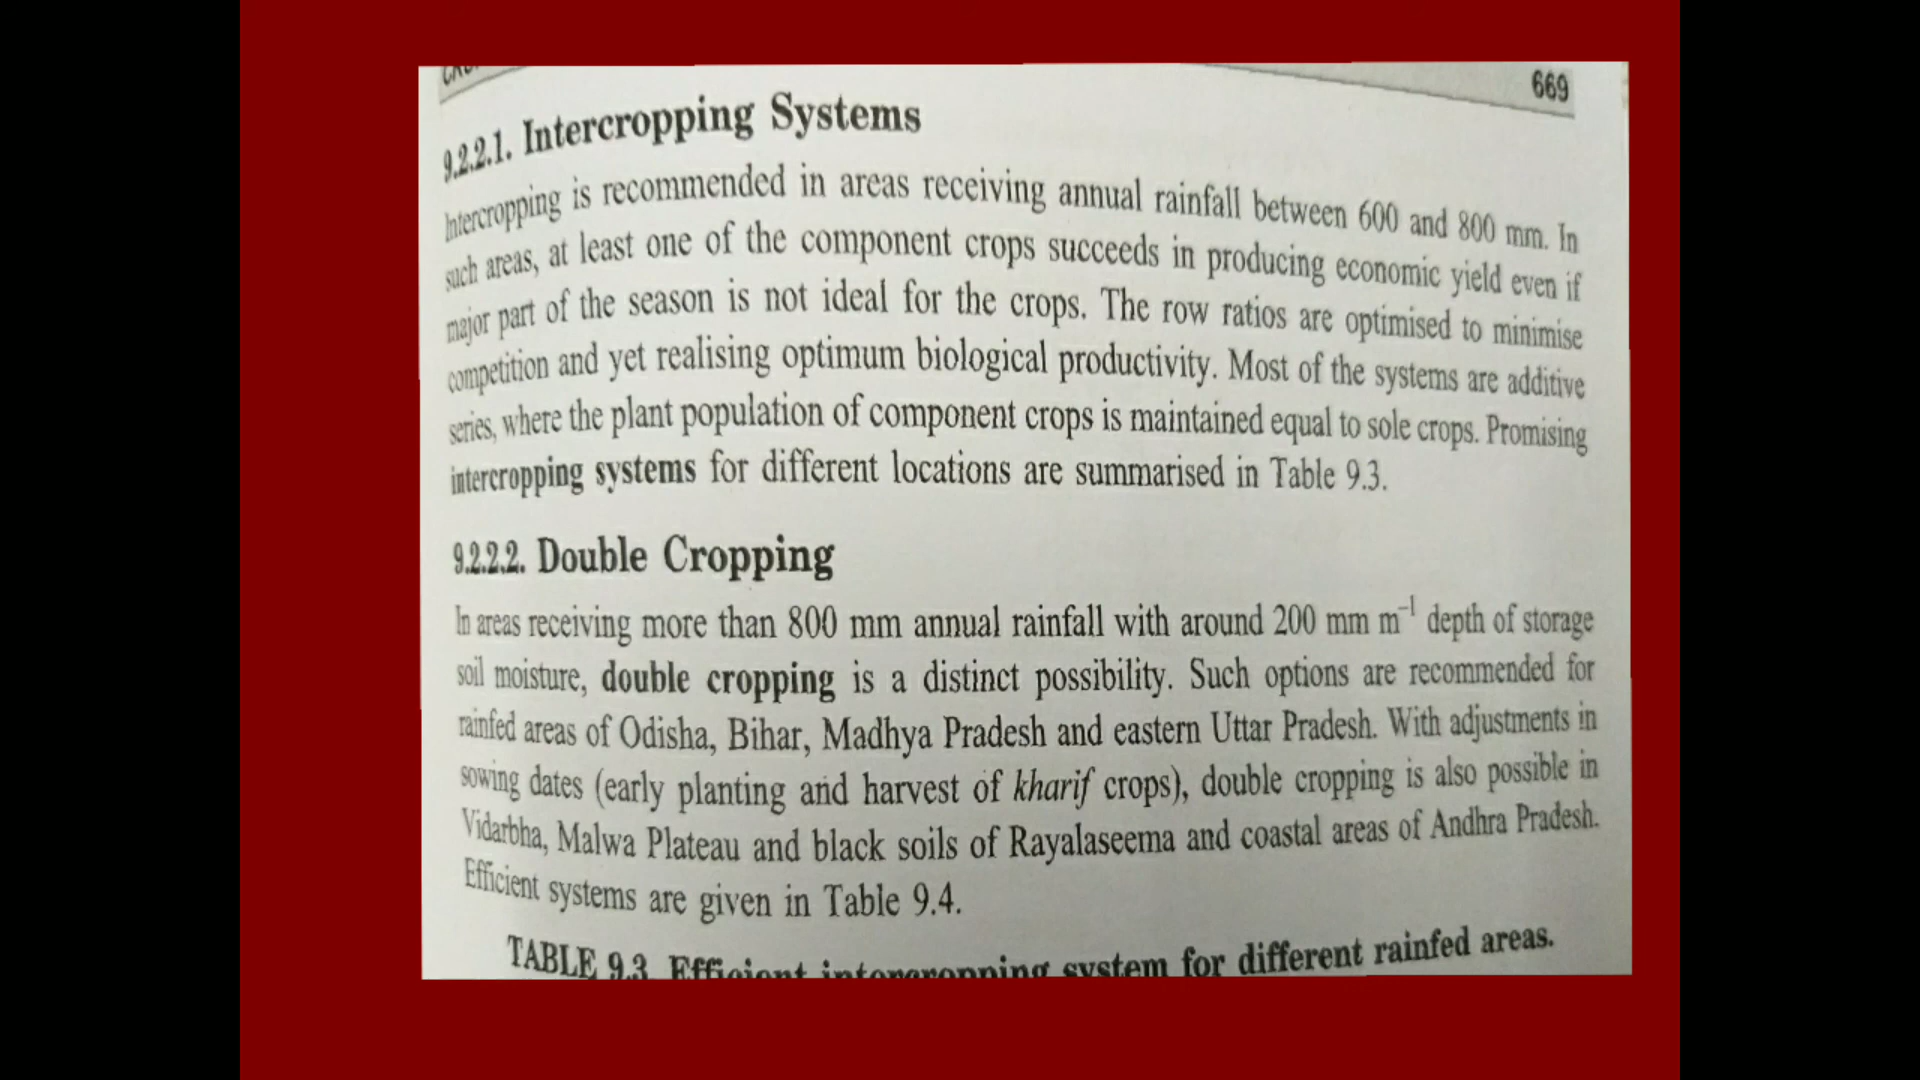 669
9.2.2.1. Intercropping Systems
Intercropping is recommended in areas receiving annual rainfall between 600 and 800 mm. In
such areas, at least one of the component crops succeeds in producing economic yield even if
major part of the season is not ideal for the crops. The row ratios are optimised to minimise
competition and yet realising optimum biological productivity. Most of the systems are additive
series, where the plant population of component crops is maintained equal to sole crops. Promising
intercropping systems for different locations are summarised in Table 9.3.
9.2.2.2. Double Cropping
In areas receiving more than 800 mm annual rainfall with around 200 mm m⁻¹ depth of storage
soil moisture, double cropping is a distinct possibility. Such options are recommended for
rainfed areas of Odisha, Bihar, Madhya Pradesh and eastern Uttar Pradesh. With adjustments in
sowing dates (early planting and harvest of kharif crops), double cropping is also possible in
Vidarbha, Malwa Plateau and black soils of Rayalaseema and coastal areas of Andhra Pradesh.
Efficient systems are given in Table 9.4.
TABLE 9.3 Efficient intercropping system for different rainfed areas.